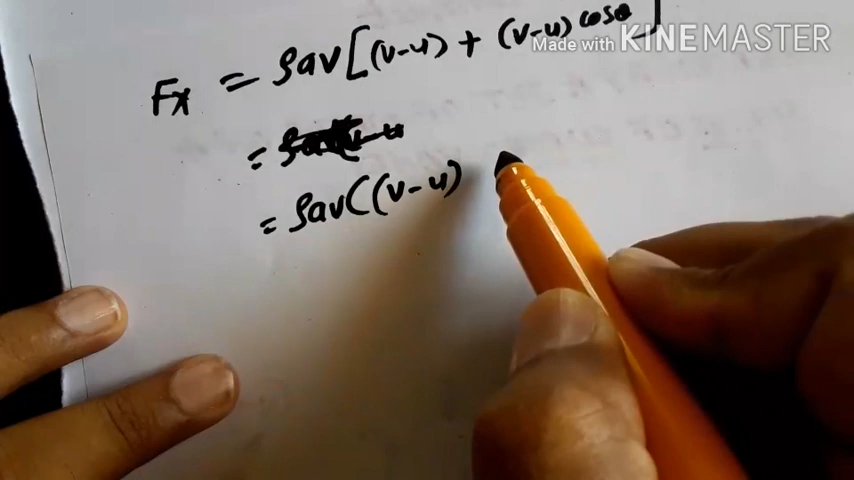 Fx = ρav[(v-u) + (v-u) cosθ]
Made with KINEMASTER
=
= ρav((v-u)